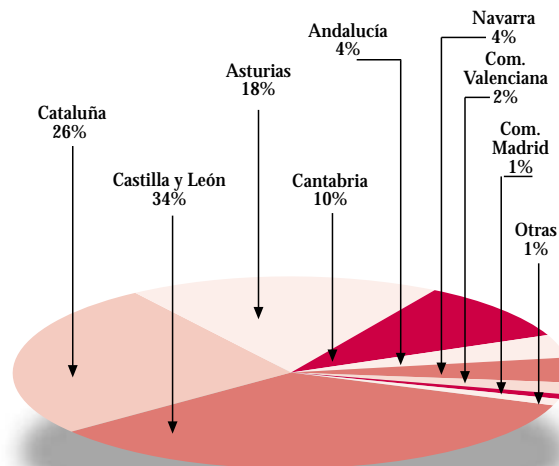 Navarra
4%
Andalucía
4%
Com.
Valenciana
2%
Asturias
18%
Cataluña
26%
Com.
Madrid
1%
Castilla y León
34%
Cantabria
10%
Otras
1%